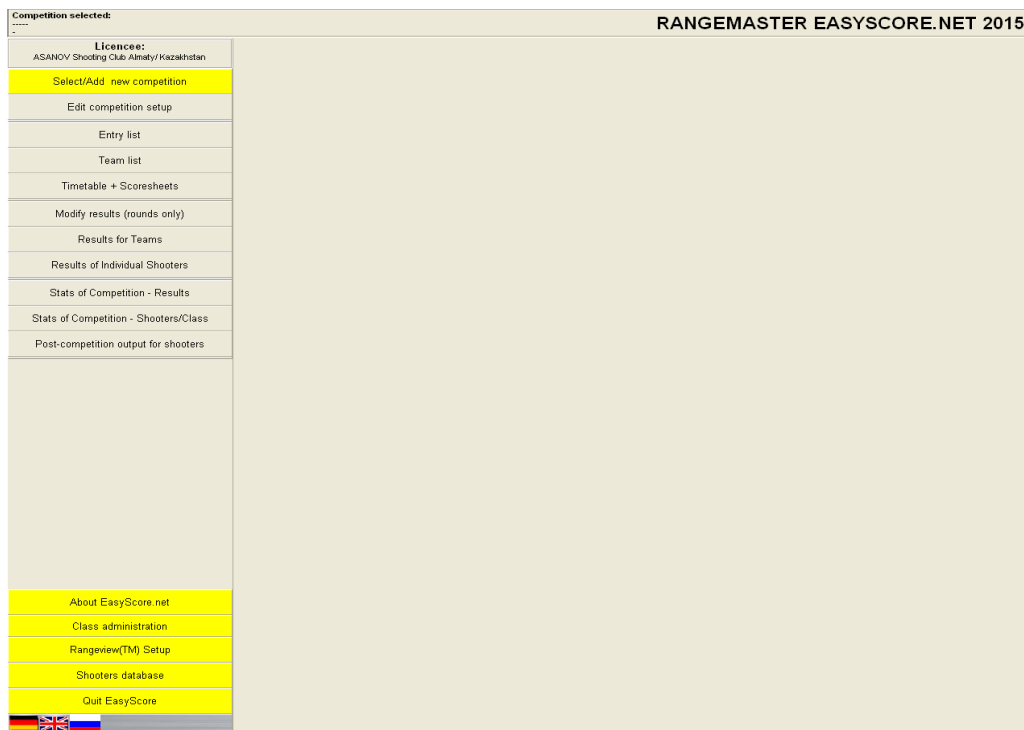 Competition selected:
-----
-
RANGEMASTER EASYSCORE.NET 2015
Licencee:
ASANOV Shooting Club Almaty/ Kazakhstan
Select/Add new competition
Edit competition setup
Entry list
Team list
Timetable + Scoresheets
Modify results (rounds only)
Results for Teams
Results of Individual Shooters
Stats of Competition - Results
Stats of Competition - Shooters/Class
Post-competition output for shooters
About EasyScore.net
Class administration
Rangeview(TM) Setup
Shooters database
Quit EasyScore